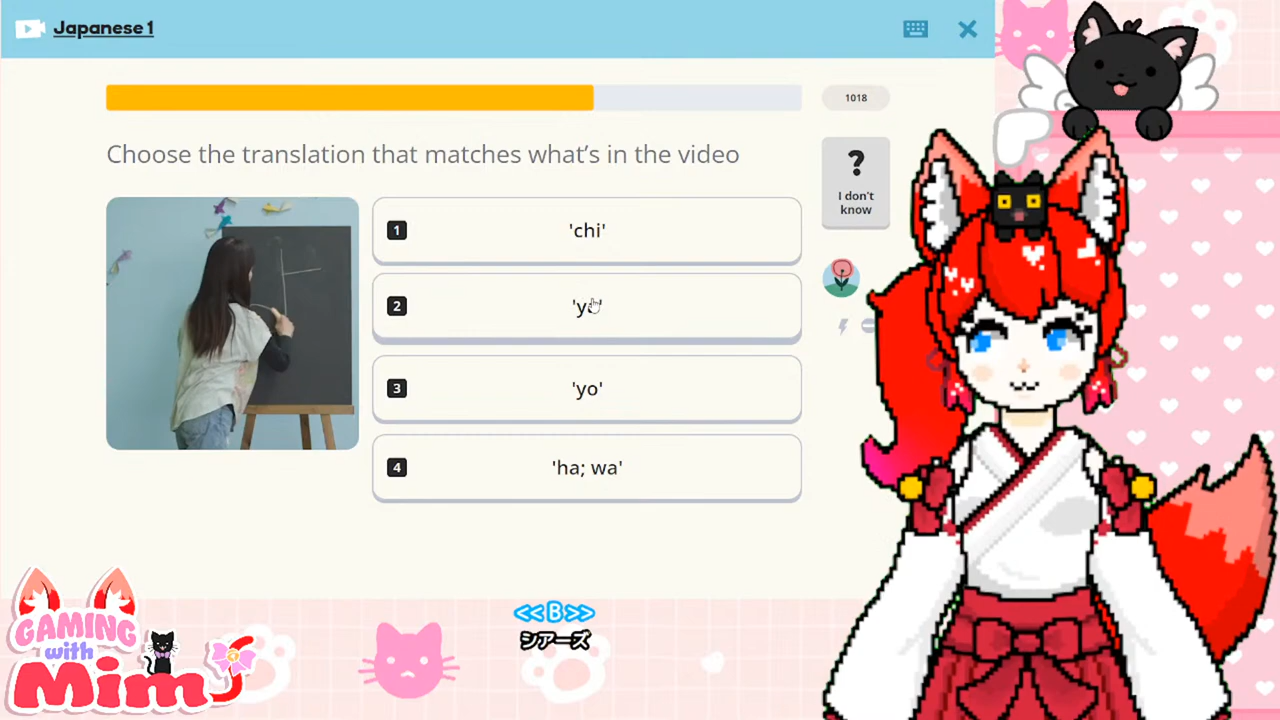 Japanese 1
1018
Choose the translation that matches what's in the video
?
I don't
know
1
'chi'
2
3
'yo'
4
'ha; wa'
<<B>>
シアーズ
GAMING
with
Mim